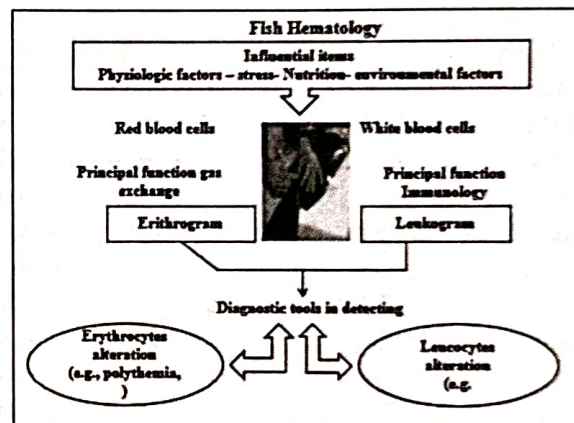 Fish Hematology
Influential items
Physiologic factors – stress- Nutrition- environmental factors
Red blood cells
White blood cells
Principal function gas
exchange
Principal function
Immunology
Erithrogram
Leukogram
Diagnostic tools in detecting
Erythrocytes
alteration
(e.g., polythemia,
)
Leucocytes
alteration
(e.g.